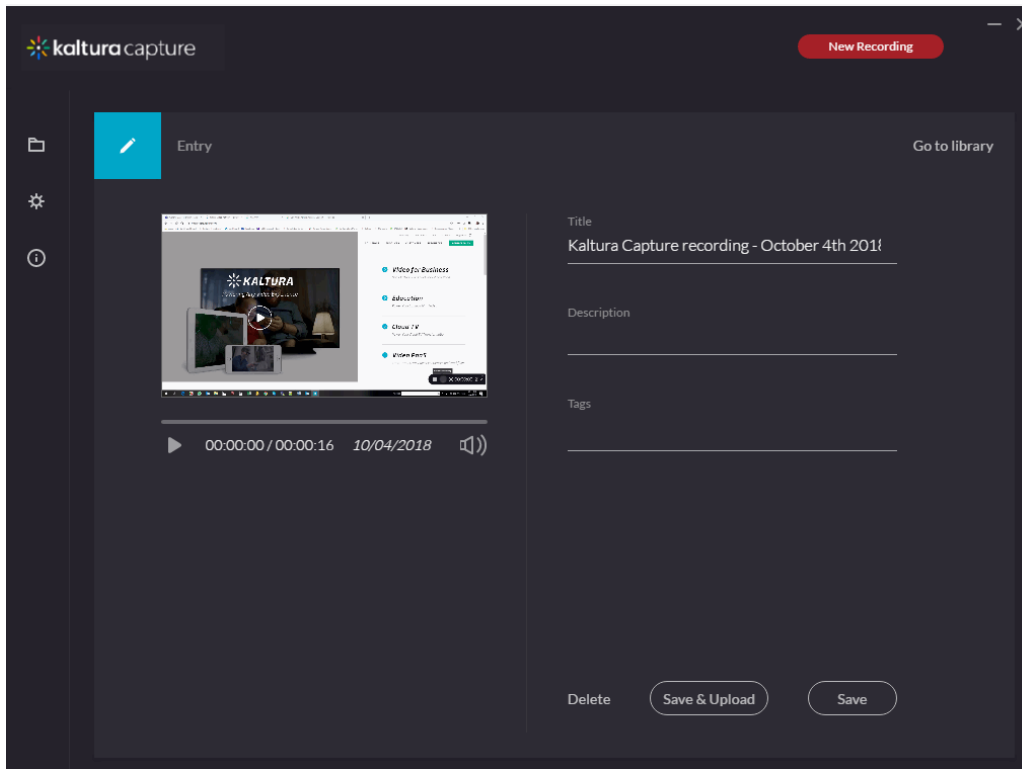 kaltura capture
New Recording
Entry
Go to library
KALTURA
Video for Business
Education
Cloud TV
Video PaaS
00:00:00 / 00:00:16 10/04/2018
Title
Kaltura Capture recording - October 4th 2018
Description
Tags
Delete
Save & Upload
Save